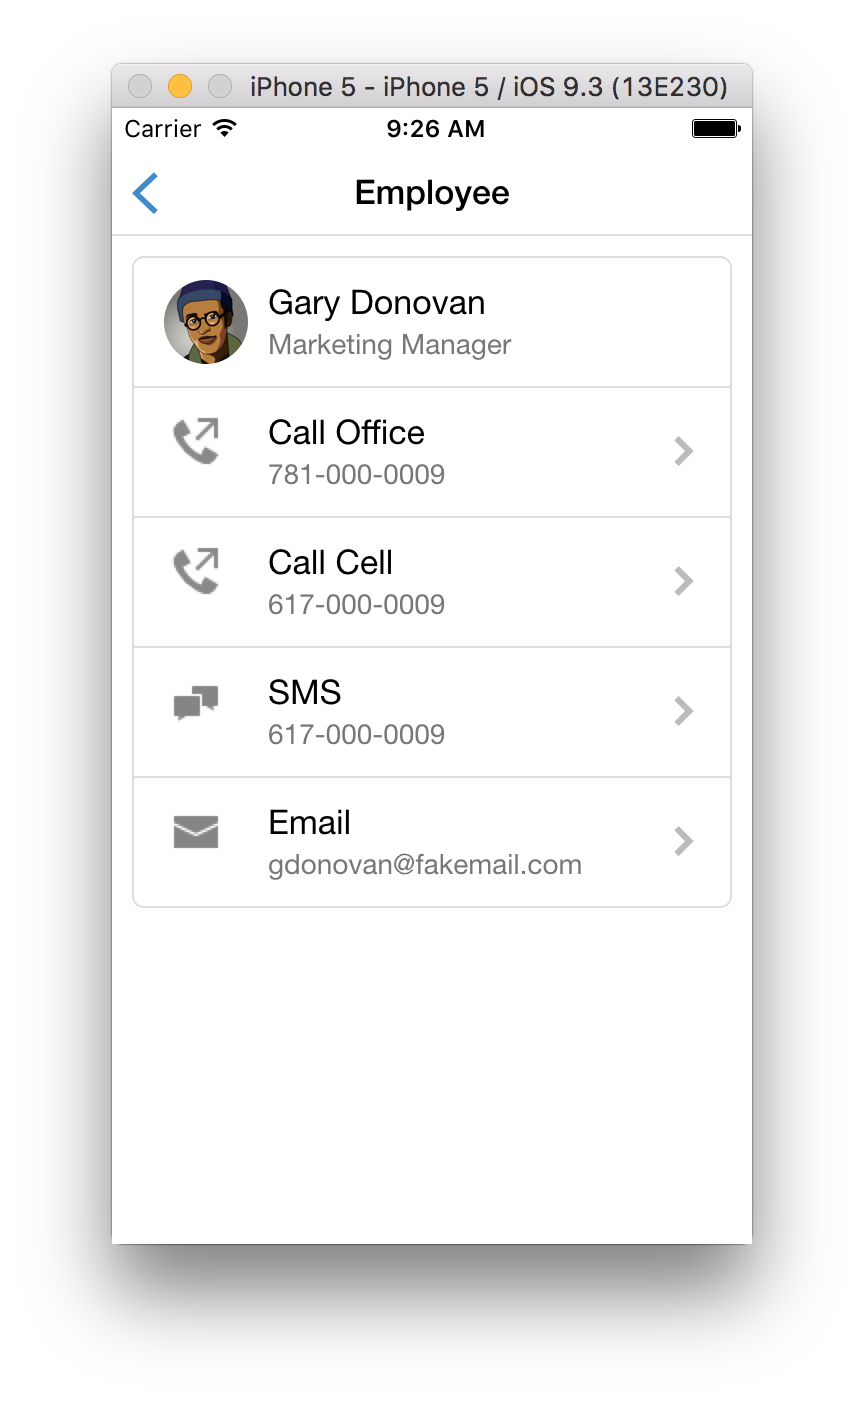 iPhone 5 - iPhone 5 / iOS 9.3 (13E230)
Carrier 9:26 AM
Employee
Gary Donovan
Marketing Manager
Call Office
781-000-0009
Call Cell
617-000-0009
SMS
617-000-0009
Email
gdonovan@fakemail.com